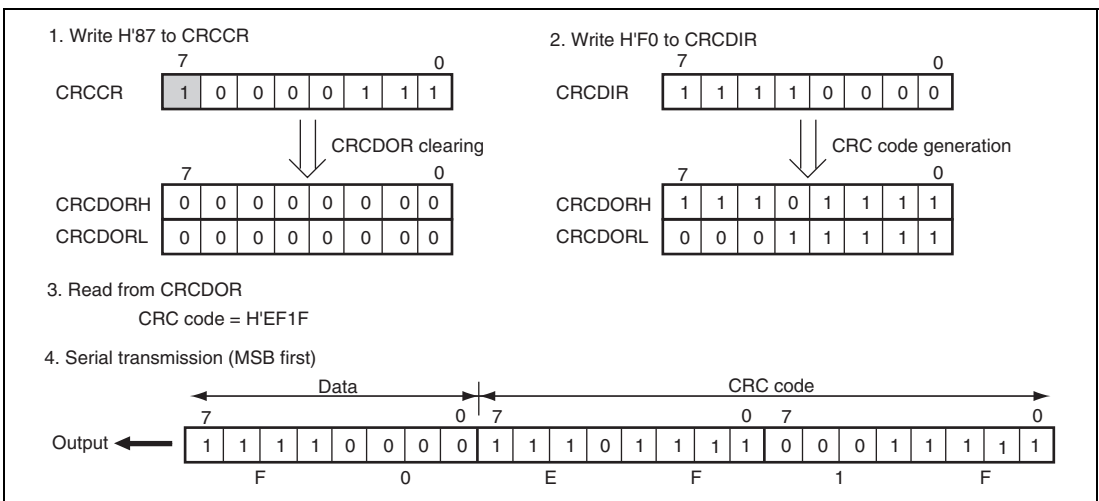 1. Write H'87 to CRCCR
7 0
CRCCR 1 0 0 0 0 1 1 1
CRCDOR clearing
7 0
CRCDORH 0 0 0 0 0 0 0 0
CRCDORL 0 0 0 0 0 0 0 0
2. Write H'F0 to CRCDIR
7 0
CRCDIR 1 1 1 1 0 0 0 0
CRC code generation
7 0
CRCDORH 1 1 1 0 1 1 1 1
CRCDORL 0 0 0 1 1 1 1 1
3. Read from CRCDOR
CRC code = H'EF1F
4. Serial transmission (MSB first)
Data CRC code
7 0 7 0 7 0
Output 1 1 1 1 0 0 0 0 1 1 1 0 1 1 1 1 0 0 0 1 1 1 1 1
F 0 E F 1 F